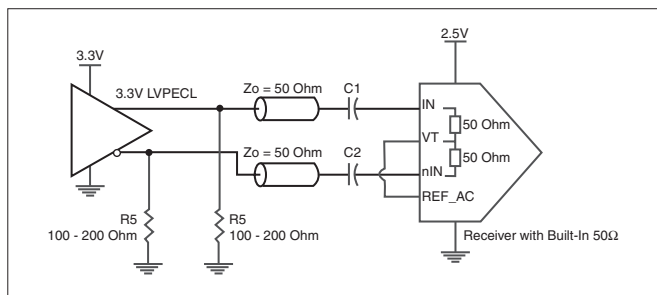 3.3V
3.3V LVPECL
Zo = 50 Ohm
C1
2.5V
IN
50 Ohm
VT
50 Ohm
Zo = 50 Ohm
C2
nIN
REF_AC
R5
100 - 200 Ohm
R5
100 - 200 Ohm
Receiver with Built-In 50Ω